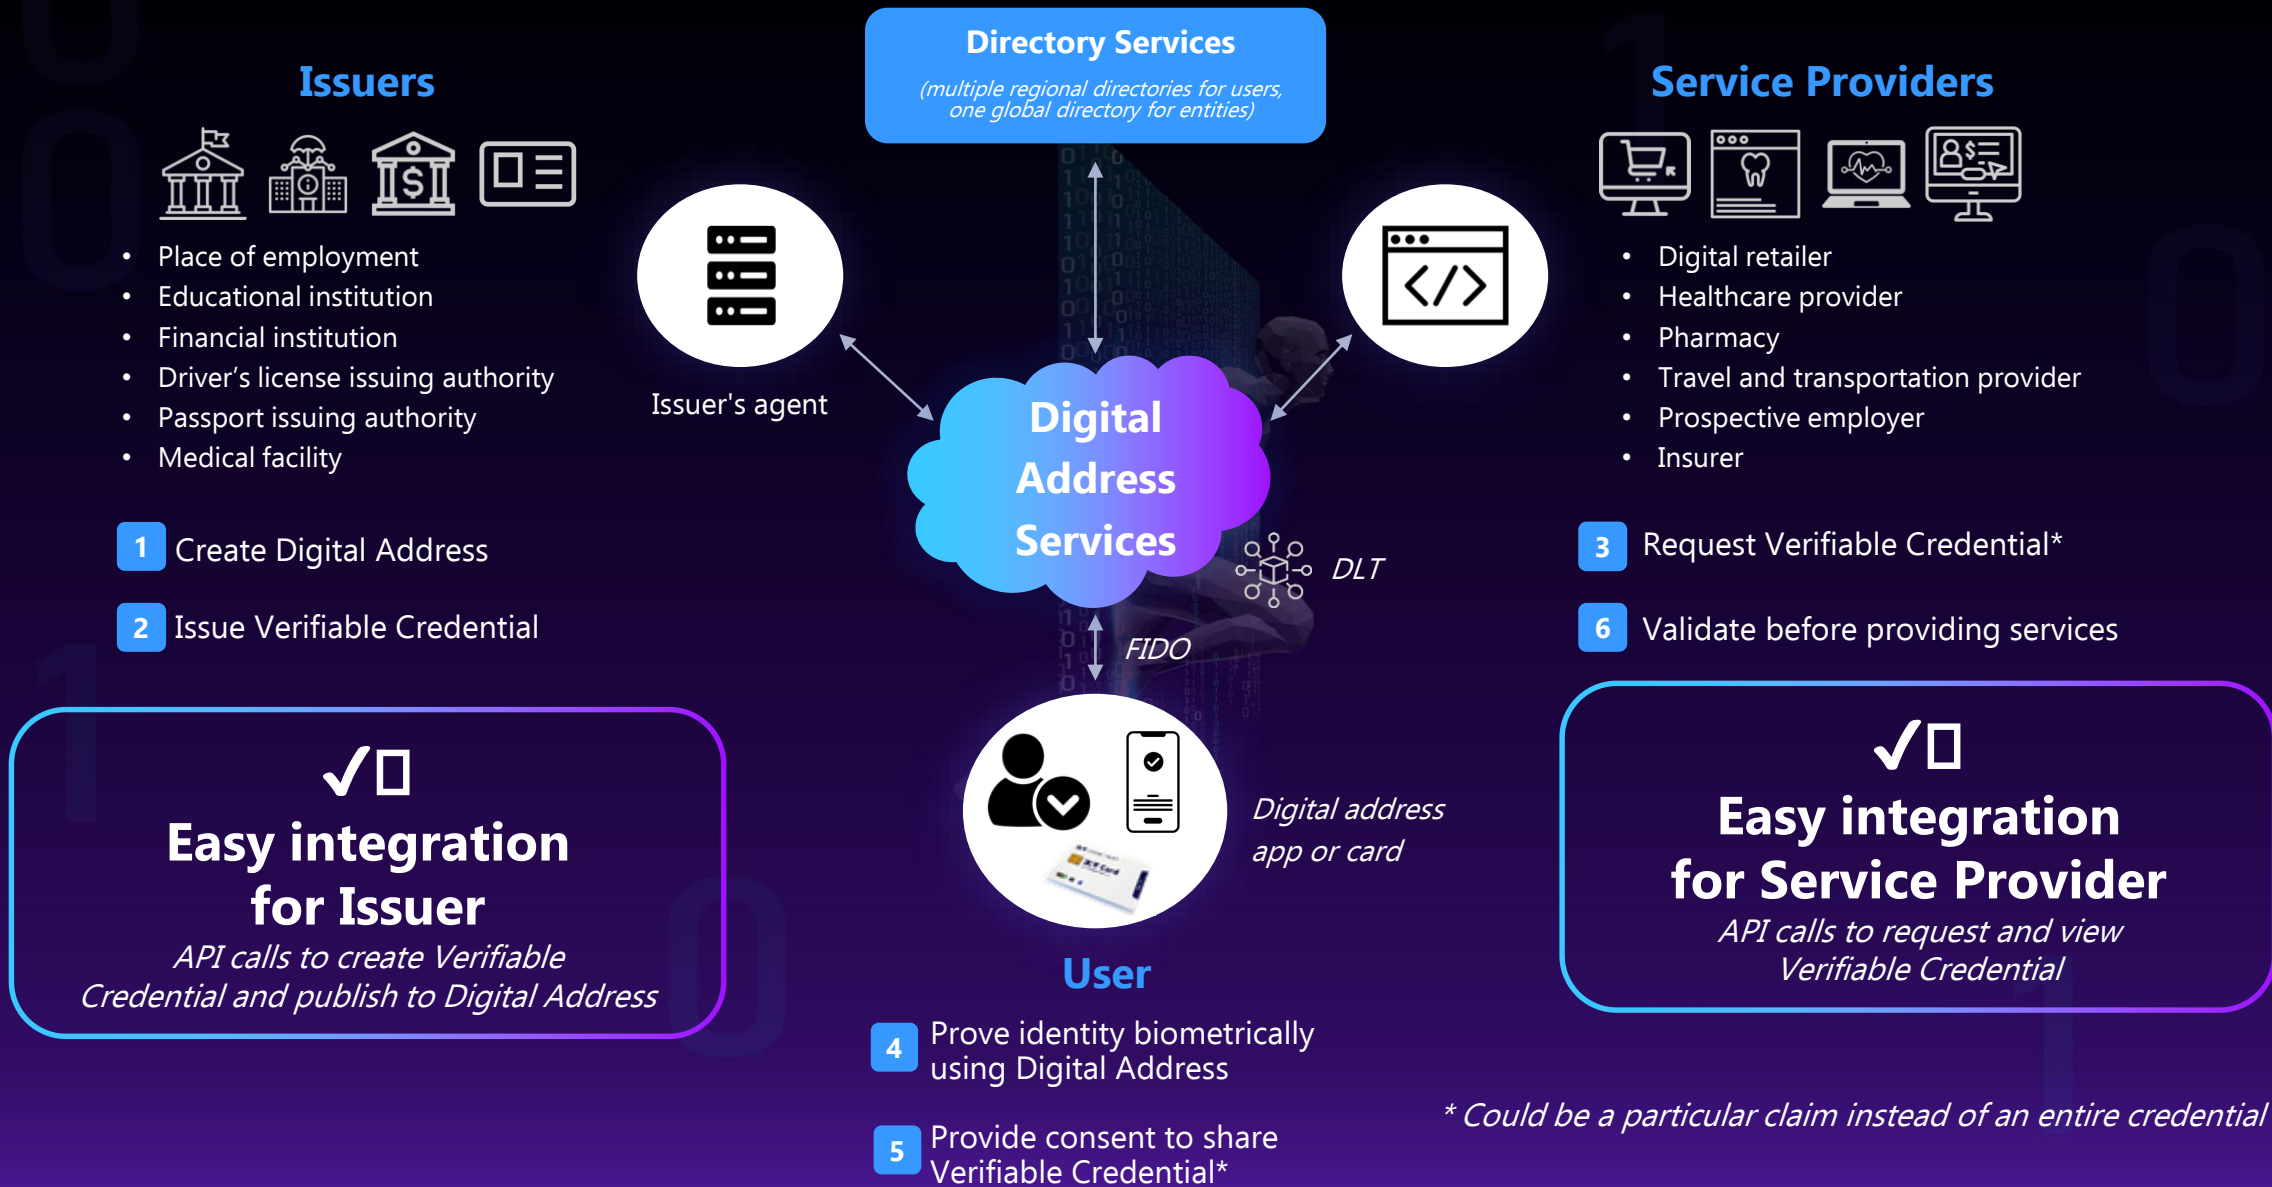 Directory Services
(multiple regional directories for users,
one global directory for entities)
Issuers
• Place of employment
• Educational institution
• Financial institution
• Driver’s license issuing authority
• Passport issuing authority
• Medical facility
1 Create Digital Address
2 Issue Verifiable Credential
Easy integration
for Issuer
API calls to create Verifiable
Credential and publish to Digital Address
Issuer's agent
Digital
Address
Services
DLT
FIDO
Digital address
app or card
User
4 Prove identity biometrically
using Digital Address
5 Provide consent to share
Verifiable Credential*
Service Providers
• Digital retailer
• Healthcare provider
• Pharmacy
• Travel and transportation provider
• Prospective employer
• Insurer
3 Request Verifiable Credential*
6 Validate before providing services
Easy integration
for Service Provider
API calls to request and view
Verifiable Credential
* Could be a particular claim instead of an entire credential